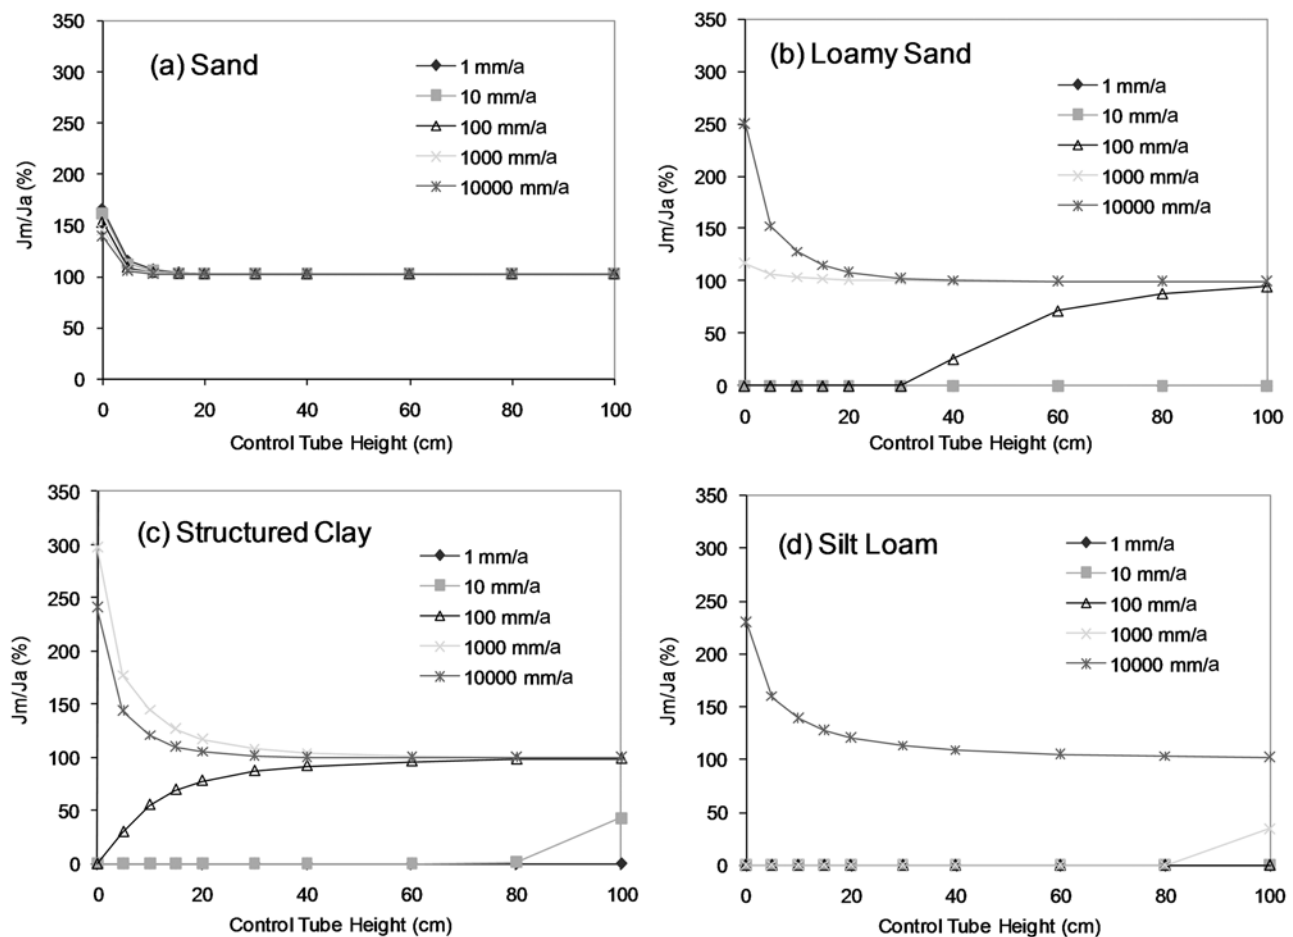 (a) Sand
Jm/Ja (%)
350
300
250
200
150
100
50
0
0 20 40 60 80 100
Control Tube Height (cm)
1 mm/a
10 mm/a
100 mm/a
1000 mm/a
10000 mm/a
(b) Loamy Sand
Jm/Ja (%)
350
300
250
200
150
100
50
0
0 20 40 60 80 100
Control Tube Height (cm)
1 mm/a
10 mm/a
100 mm/a
1000 mm/a
10000 mm/a
(c) Structured Clay
Jm/Ja (%)
350
300
250
200
150
100
50
0
0 20 40 60 80 100
Control Tube Height (cm)
1 mm/a
10 mm/a
100 mm/a
1000 mm/a
10000 mm/a
(d) Silt Loam
Jm/Ja (%)
350
300
250
200
150
100
50
0
0 20 40 60 80 100
Control Tube Height (cm)
1 mm/a
10 mm/a
100 mm/a
1000 mm/a
10000 mm/a